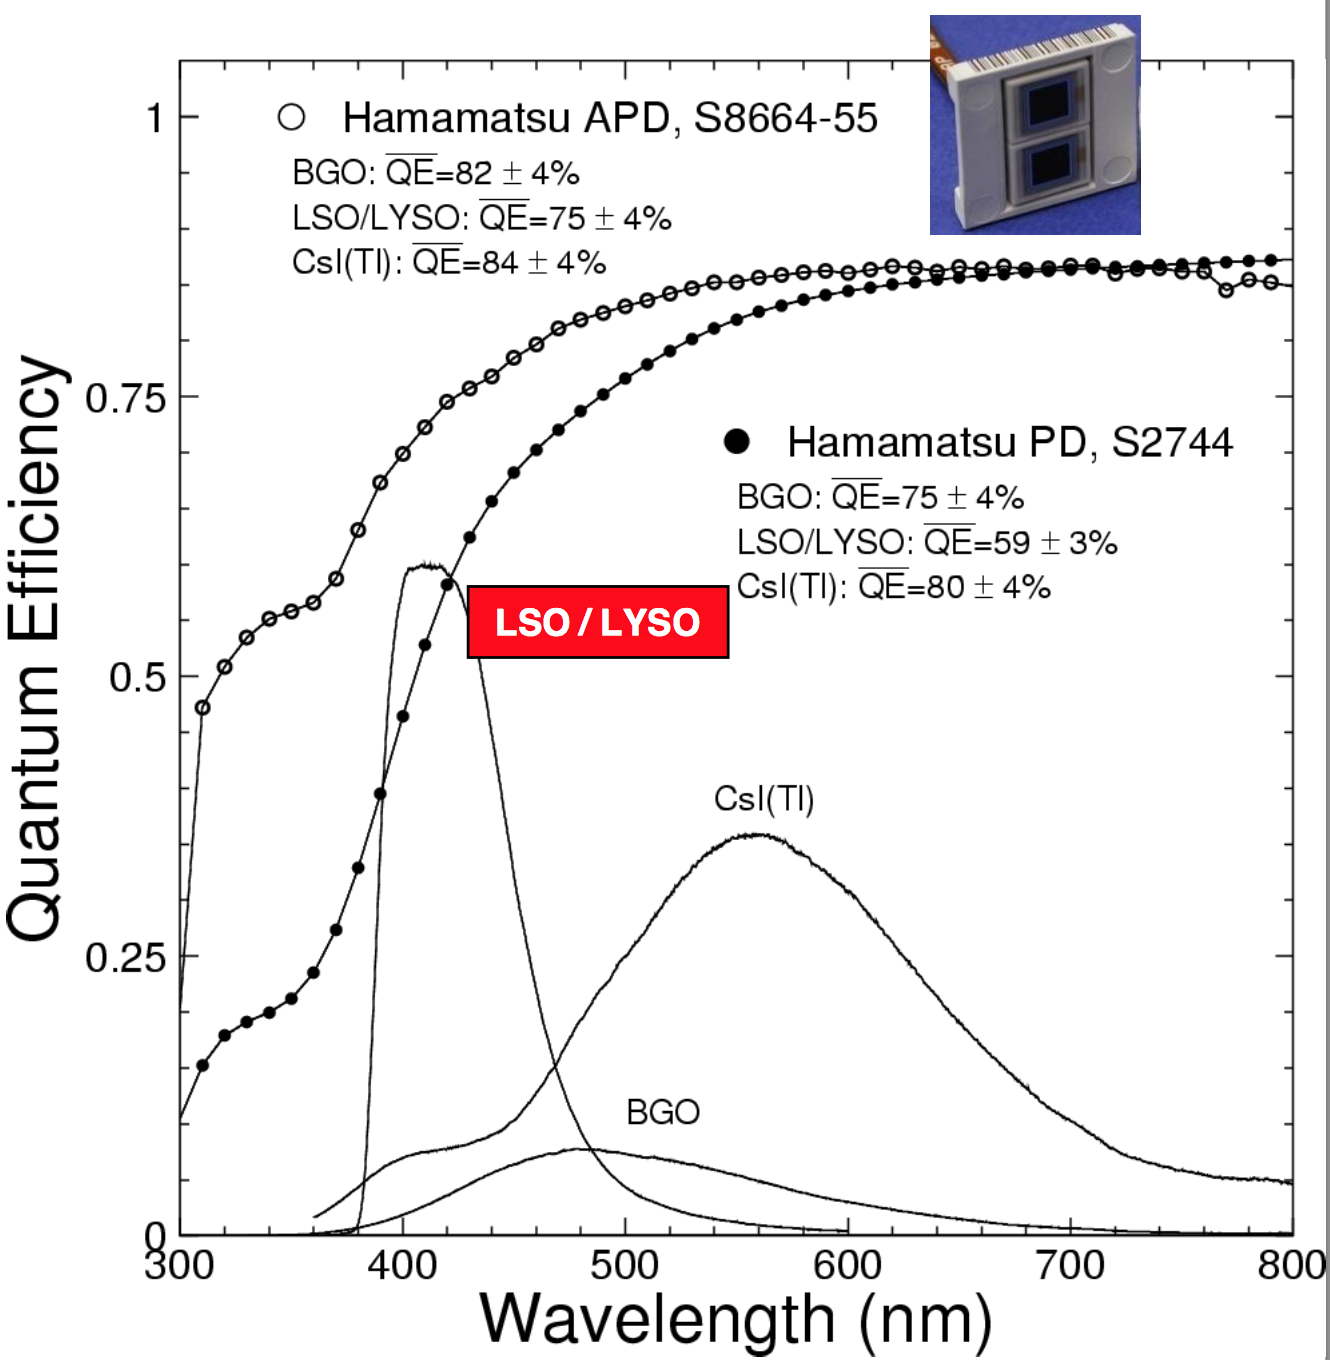 1
Hamamatsu APD, S8664-55
BGO: QE=82 ± 4%
LSO/LYSO: QE=75 ± 4%
CsI(Tl): QE=84 ± 4%
0.75
Hamamatsu PD, S2744
BGO: QE=75 ± 4%
LSO/LYSO: QE=59 ± 3%
CsI(Tl): QE=80 ± 4%
LSO / LYSO
0.5
CsI(Tl)
0.25
BGO
0
300 400 500 600 700 800
Wavelength (nm)
Quantum Efficiency